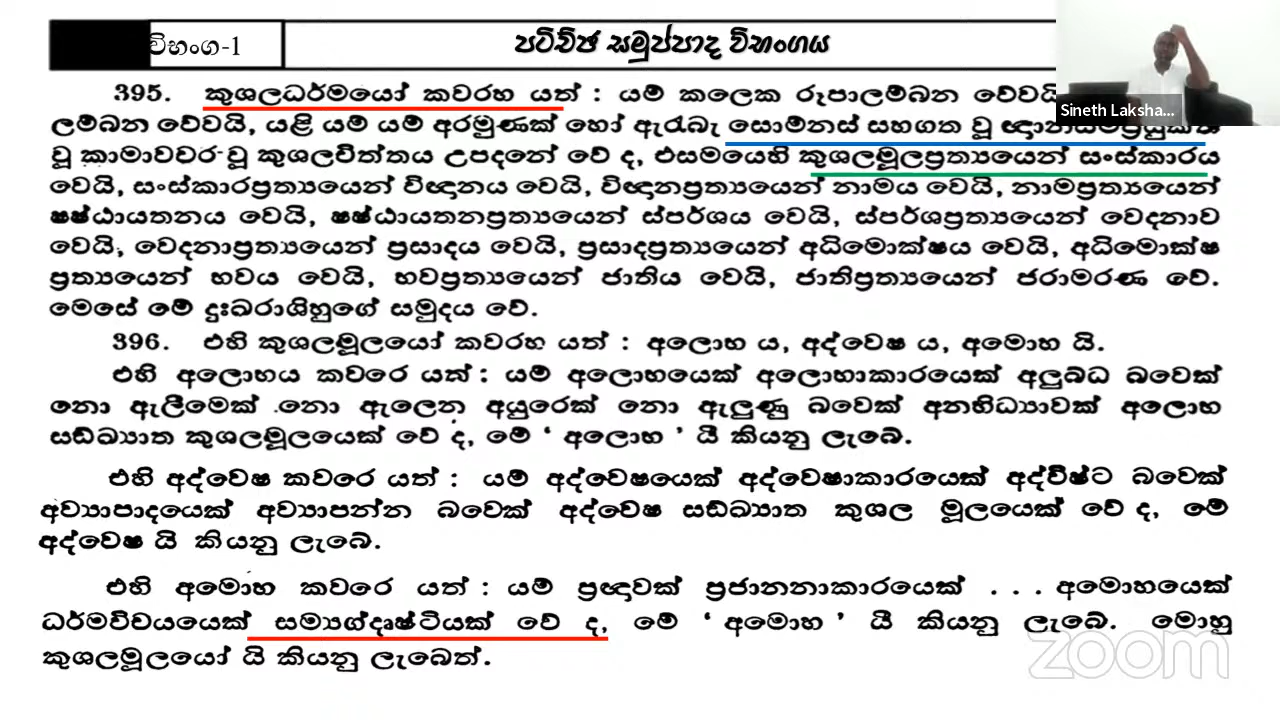 විභංග-1
පටිච්ඡ සමුප්පාද විභංගය
Sineth Laksha...
395. කුශලධර්මයෝ කවරහ යත් : යම් කලෙක රූපාලම්බන වේවයි
ලම්බන වේවයි, යළි යම් යම් අරමුණක් හෝ ඇරැබැ සොම්නස් සහගත වූ ඥානසම්ප්‍රයුක්ත
වූ කාමාවචර වූ කුශලචිත්තය උපදනේ වේ ද, එසමයෙහි කුශලමූලප්‍රත්‍යයෙන් සංස්කාරය
වෙයි, සංස්කාරප්‍රත්‍යයෙන් විඥානය වෙයි, විඥානප්‍රත්‍යයෙන් නාමය වෙයි, නාමප්‍රත්‍යයෙන්
ෂෂ්ඨායතනය වෙයි, ෂෂ්ඨායතනප්‍රත්‍යයෙන් ස්පර්ශය වෙයි, ස්පර්ශප්‍රත්‍යයෙන් වෙදනාව
වෙයි, වෙදනාප්‍රත්‍යයෙන් ප්‍රසාදය වෙයි, ප්‍රසාදප්‍රත්‍යයෙන් අධිමොක්ෂය වෙයි, අධිමොක්ෂ
ප්‍රත්‍යයෙන් භවය වෙයි, භවප්‍රත්‍යයෙන් ජාතිය වෙයි, ජාතිප්‍රත්‍යයෙන් ජරාමරණ වේ.
මෙසේ මේ දුඃඛරාශිහුගේ සමුදය වේ.
396. එහි කුශලමූලයෝ කවරහ යත් : අලොභ ය, අද්වෙෂ ය, අමොහ යි.
එහි අලොභය කවරෙ යත් : යම් අලොභයෙක් අලොභාකාරයෙක් අලුබ්ධ බවෙක්
නො ඇලීමෙක් නො ඇලෙන අයුරෙක් නො ඇලුණු බවෙක් අනභිධ්‍යාවක් අලොභ
සඞ්ඛ්‍යාත කුශලමූලයෙක් වේ ද, මේ ‘ අලොභ ’ යී කියනු ලැබේ.
එහි අද්වෙෂ කවරෙ යත් : යම් අද්වෙෂයෙක් අද්වෙෂාකාරයෙක් අද්විෂ්ට බවෙක්
අව්‍යාපාදයෙක් අව්‍යාපන්න බවෙක් අද්වේෂ සඞ්ඛ්‍යාත කුශල මූලයෙක් වේ ද, මේ
අද්වෙෂ යි කියනු ලැබේ.
එහි අමොහ කවරෙ යත් : යම් ප්‍රඥාවක් ප්‍රජානනාකාරයෙක් . . . අමොහයෙක්
ධර්මවිචයයෙක් සම්‍යග්දෘෂ්ටියක් වේ ද, මේ ‘ අමොහ ’ යී කියනු ලැබේ. මොහු
කුශලමූලයෝ යි කියනු ලැබෙත්.
zoom